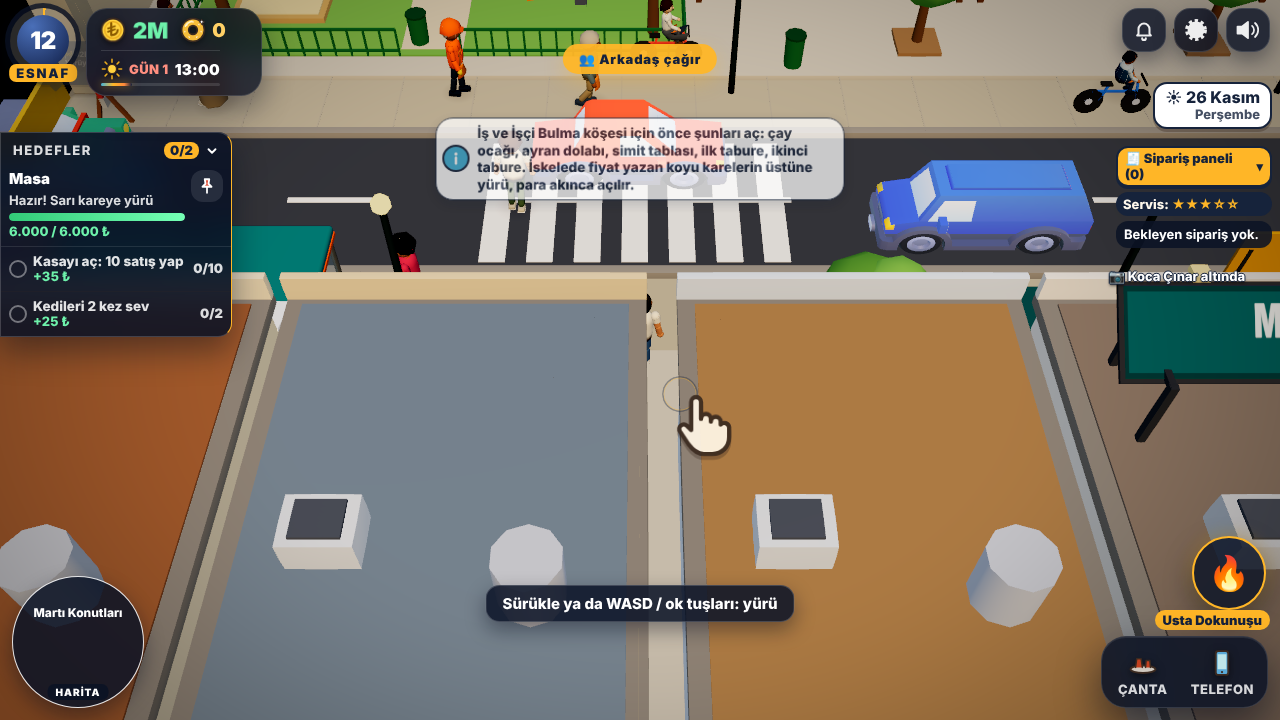 12
ESNAF
2M
0
GÜN 1 13:00
Arkadaş çağır
26 Kasım
Perşembe
HEDEFLER
0/2
Masa
Hazır! Sarı kareye yürü
6.000 / 6.000 ₺
Kasayı aç: 10 satış yap
0/10
+35 ₺
Kedileri 2 kez sev
0/2
+25 ₺
İş ve İşçi Bulma köşesi için önce şunları aç: çay
ocağı, ayran dolabı, simit tablası, ilk tabure, ikinci
tabure. İskelede fiyat yazan koyu karelerin üstüne
yürü, para akınca açılır.
Sipariş paneli
(0)
Servis: ★★★☆☆
Bekleyen sipariş yok.
Koca Çınar altında
M
Sürükle ya da WASD / ok tuşları: yürü
Martı Konutları
HARİTA
Usta Dokunuşu
ÇANTA
TELEFON